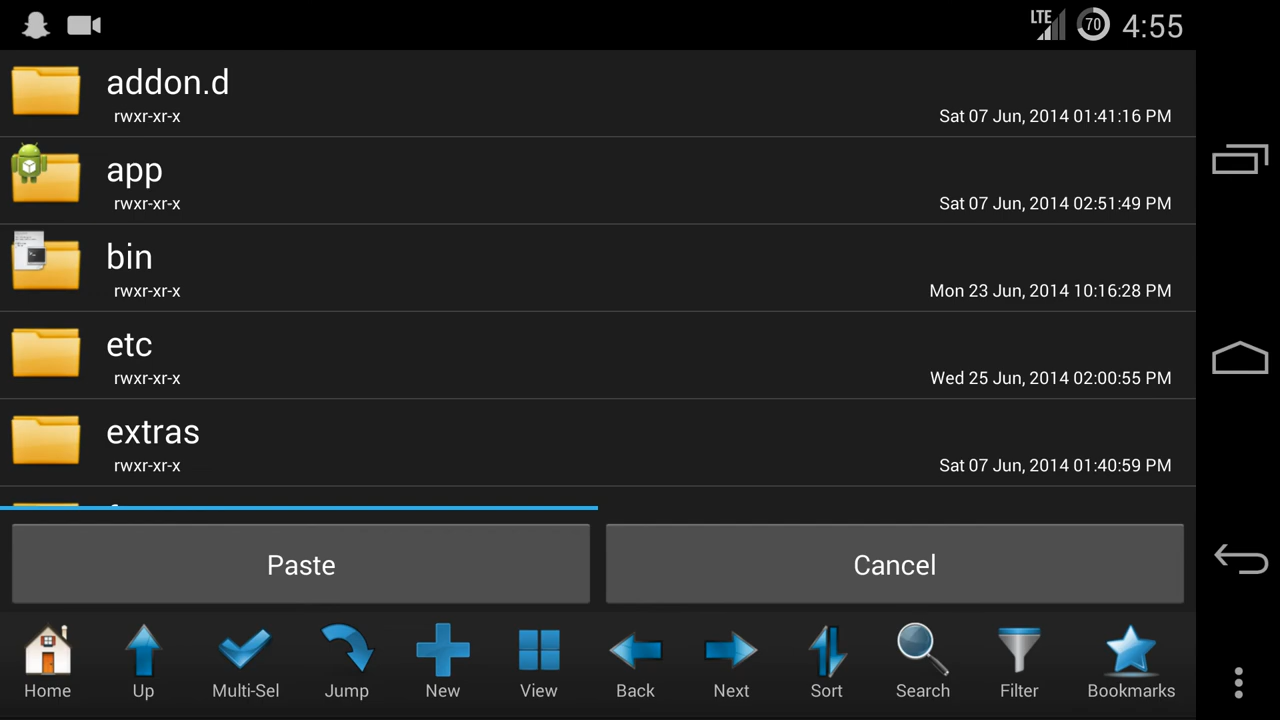 LTE 70 4:55
addon.d
rwxr-xr-x Sat 07 Jun, 2014 01:41:16 PM
app
rwxr-xr-x Sat 07 Jun, 2014 02:51:49 PM
bin
rwxr-xr-x Mon 23 Jun, 2014 10:16:28 PM
etc
rwxr-xr-x Wed 25 Jun, 2014 02:00:55 PM
extras
rwxr-xr-x Sat 07 Jun, 2014 01:40:59 PM
Paste Cancel
Home Up Multi-Sel Jump New View Back Next Sort Search Filter Bookmarks